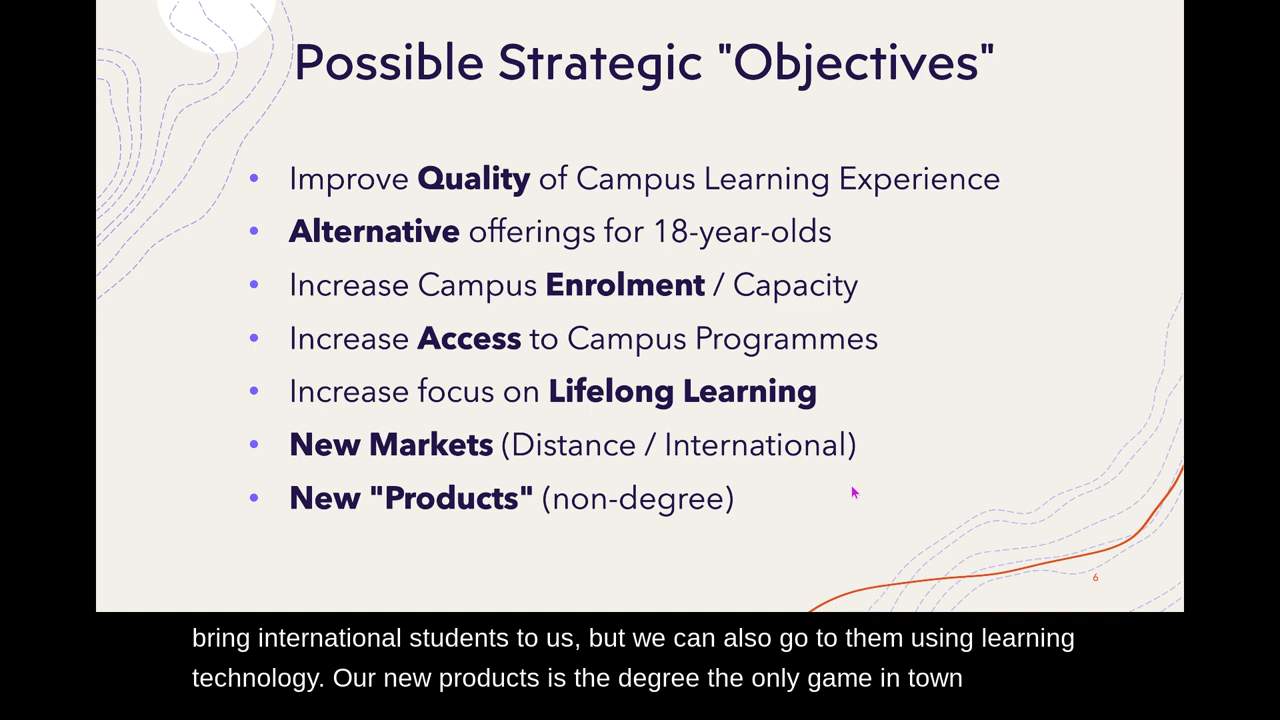 Possible Strategic "Objectives"
• Improve Quality of Campus Learning Experience
• Alternative offerings for 18-year-olds
• Increase Campus Enrolment / Capacity
• Increase Access to Campus Programmes
• Increase focus on Lifelong Learning
• New Markets (Distance / International)
• New "Products" (non-degree)
6
bring international students to us, but we can also go to them using learning
technology. Our new products is the degree the only game in town